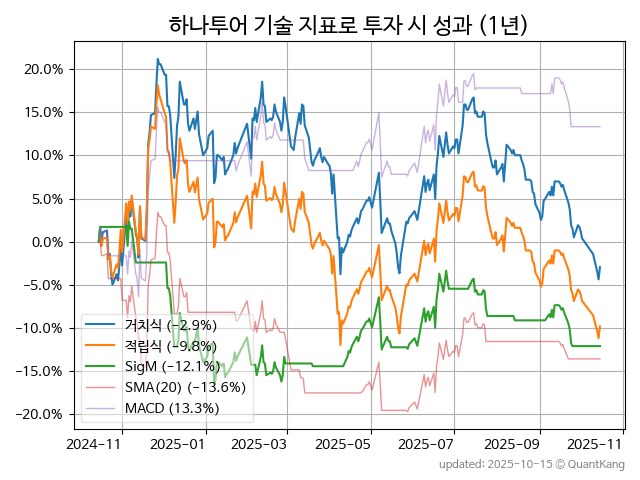 하나투어 기술 지표로 투자 시 성과 (1년)
20.0%
15.0%
10.0%
5.0%
0.0%
−5.0%
−10.0%
−15.0%
−20.0%
거치식 (−2.9%)
적립식 (−9.8%)
SigM (−12.1%)
SMA(20) (−13.6%)
MACD (13.3%)
2024-11 2025-01 2025-03 2025-05 2025-07 2025-09 2025-11
updated: 2025-10-15 © QuantKang